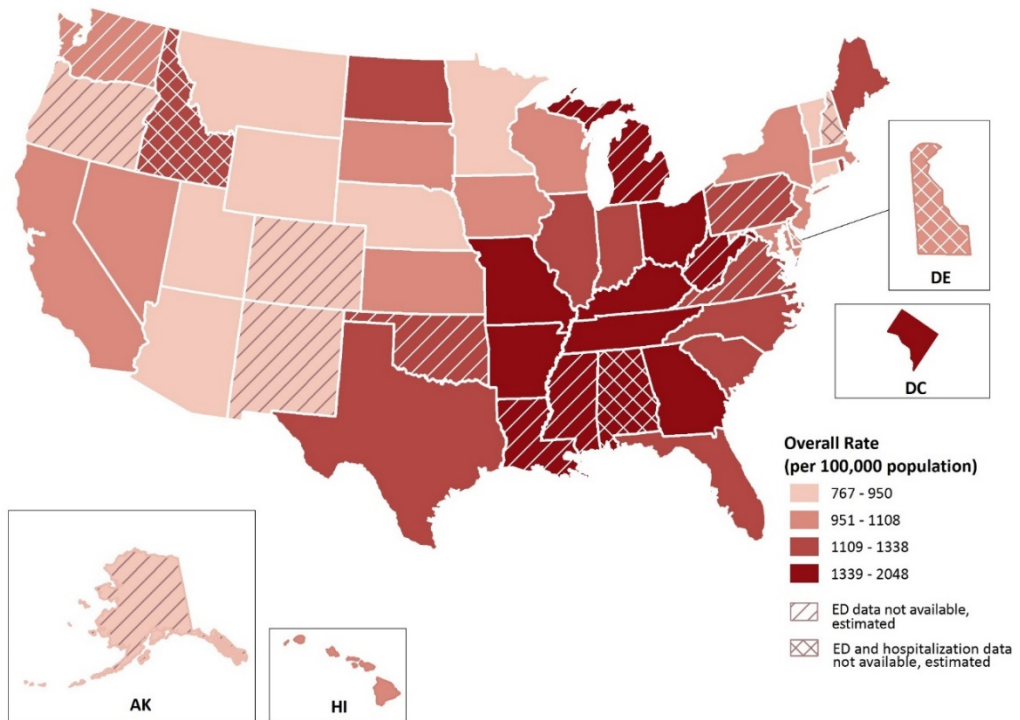 DE
DC
Overall Rate
(per 100,000 population)
767 - 950
951 - 1108
1109 - 1338
1339 - 2048
ED data not available,
estimated
ED and hospitalization data
not available, estimated
AK
HI